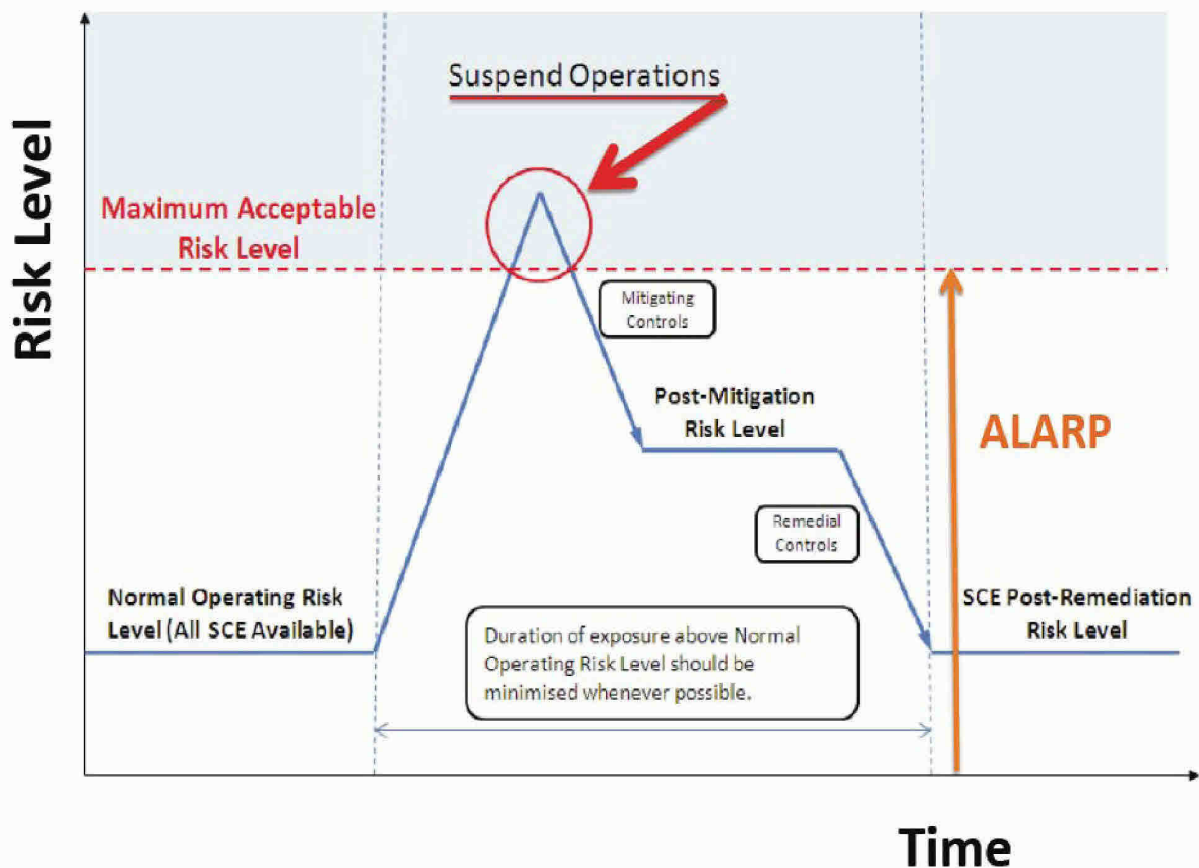 Suspend Operations
Risk Level
Maximum Acceptable
Risk Level
Mitigating
Controls
Post-Mitigation
Risk Level
ALARP
Remedial
Controls
Normal Operating Risk
Level (All SCE Available)
SCE Post-Remediation
Risk Level
Duration of exposure above Normal
Operating Risk Level should be
minimised whenever possible.
Time